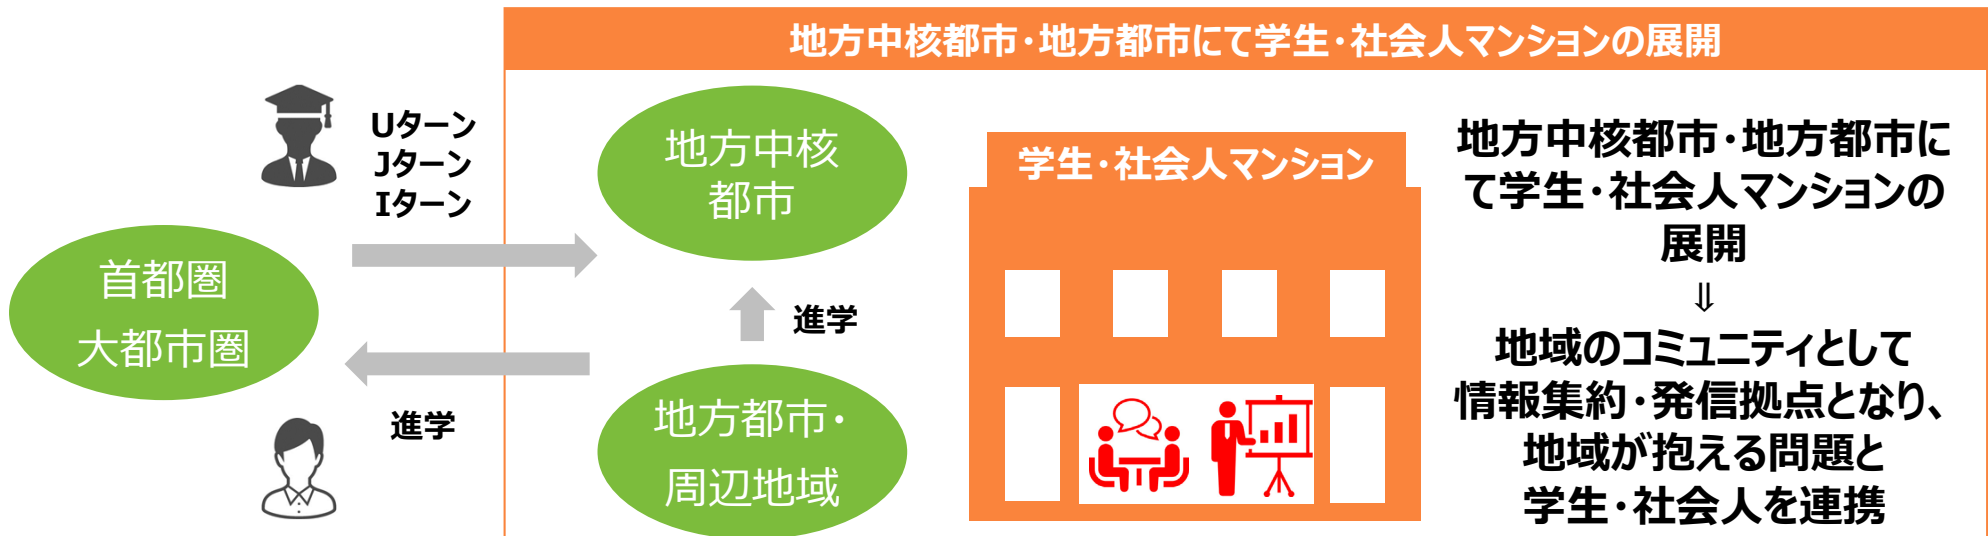 地方中核都市･地方都市にて学生･社会人マンションの展開
Uターン
Jターン
Iターン
首都圏
大都市圏
進学
地方中核
都市
進学
地方都市･
周辺地域
学生･社会人マンション
地方中核都市･地方都市に
て学生･社会人マンションの
展開
⇓
地域のコミュニティとして
情報集約･発信拠点となり、
地域が抱える問題と
学生･社会人を連携